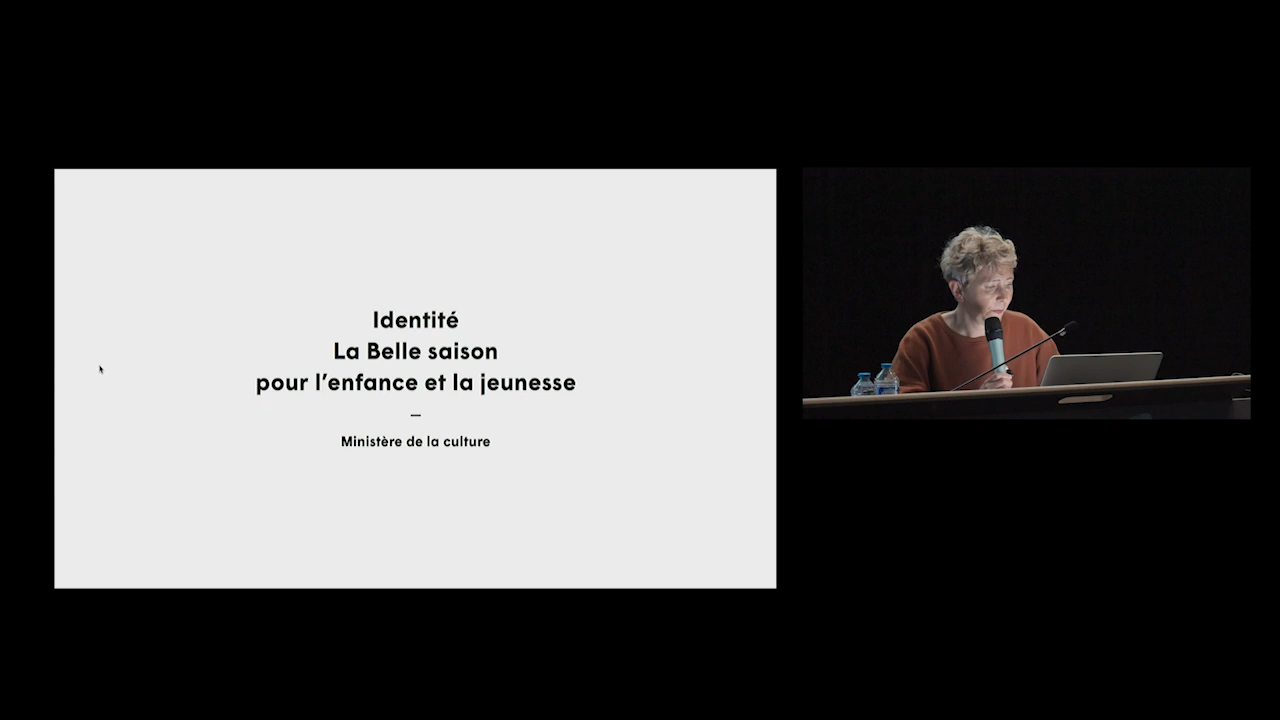 Identité
La Belle saison
pour l’enfance et la jeunesse
—
Ministère de la culture